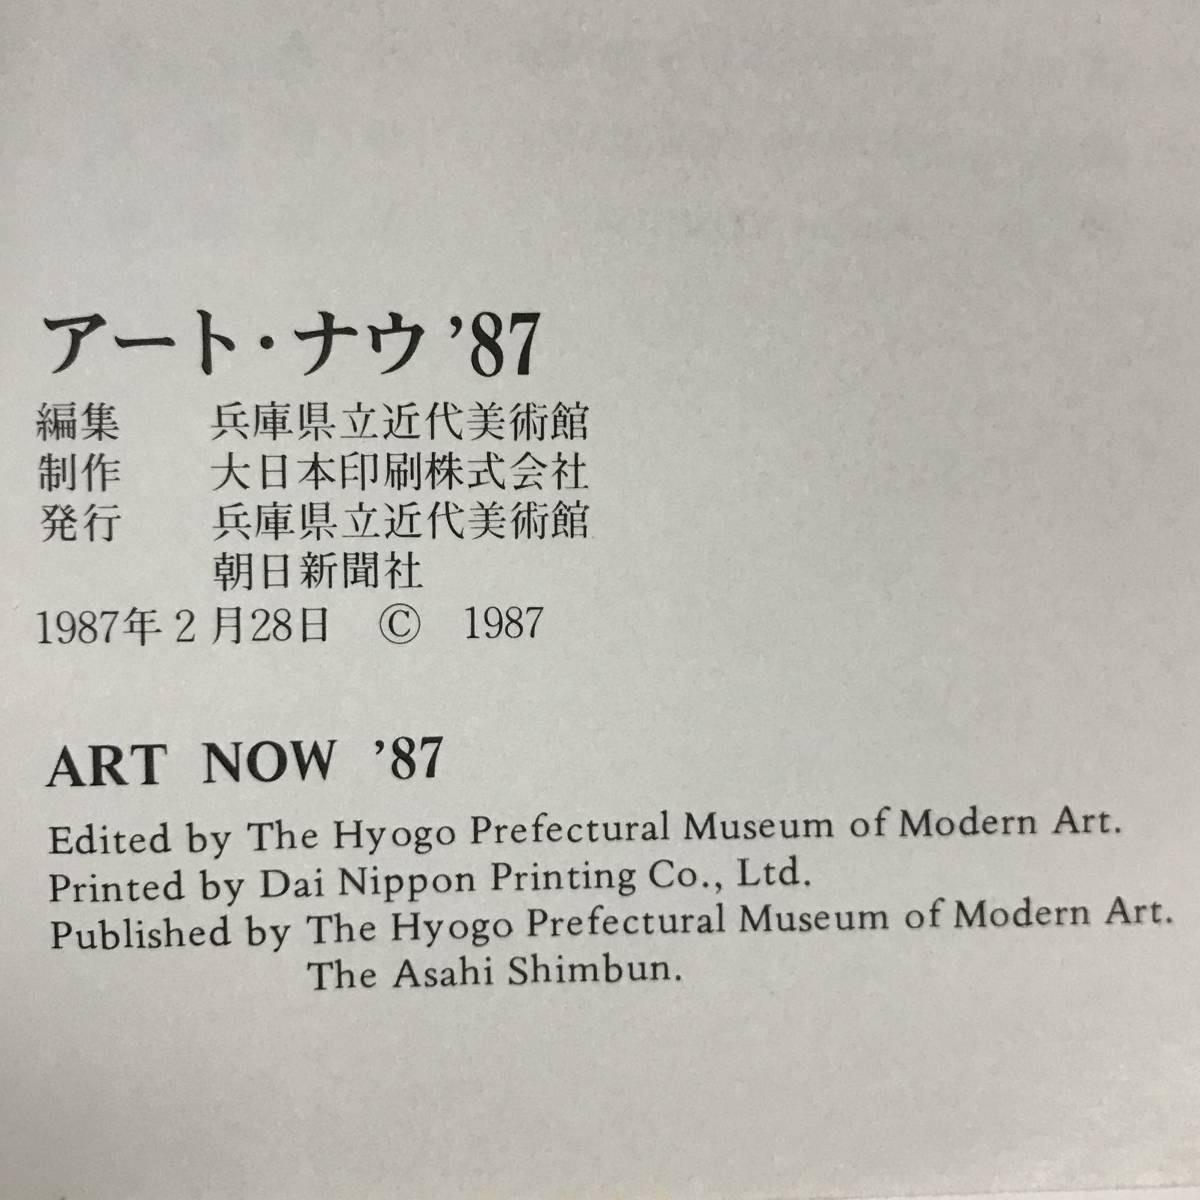 アート・ナウ ’87
編集　兵庫県立近代美術館
制作　大日本印刷株式会社
発行　兵庫県立近代美術館
朝日新聞社
1987年2月28日　©　1987
ART NOW ’87
Edited by The Hyogo Prefectural Museum of Modern Art.
Printed by Dai Nippon Printing Co., Ltd.
Published by The Hyogo Prefectural Museum of Modern Art.
The Asahi Shimbun.